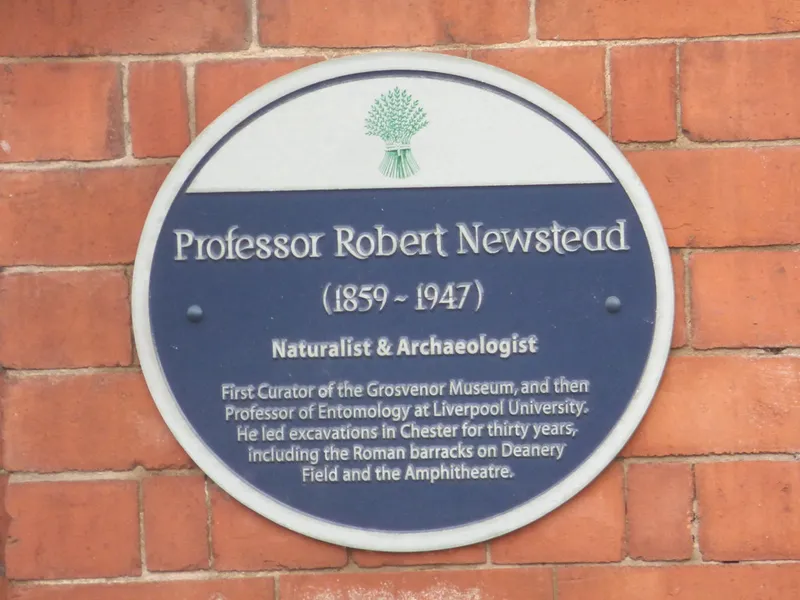 Professor Robert Newstead
(1859 ~ 1947)
Naturalist & Archaeologist
First Curator of the Grosvenor Museum, and then
Professor of Entomology at Liverpool University.
He led excavations in Chester for thirty years,
including the Roman barracks on Deanery
Field and the Amphitheatre.